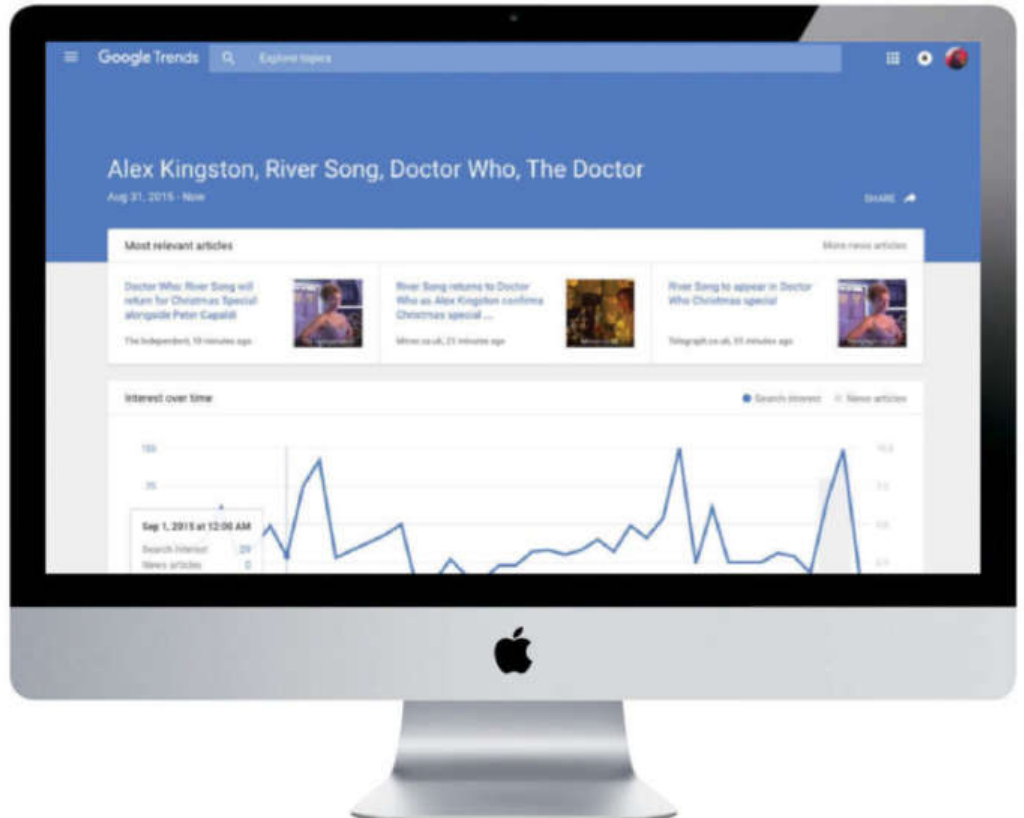 Google Trends
Explore topics
Alex Kingston, River Song, Doctor Who, The Doctor
Aug 31, 2015 - Now
SHARE
Most relevant articles
More news articles
Doctor Who: River Song will
return for Christmas Special
alongside Peter Capaldi
The Independent, 19 minutes ago
River Song returns to Doctor
Who as Alex Kingston confirms
Christmas special ...
Mirror.co.uk, 21 minutes ago
River Song to appear in Doctor
Who Christmas special
Telegraph.co.uk, minutes ago
Interest over time
Search interest
News articles
100
75
Sep 1, 2015 at 12:00 AM
Search Interest 29
News articles 0